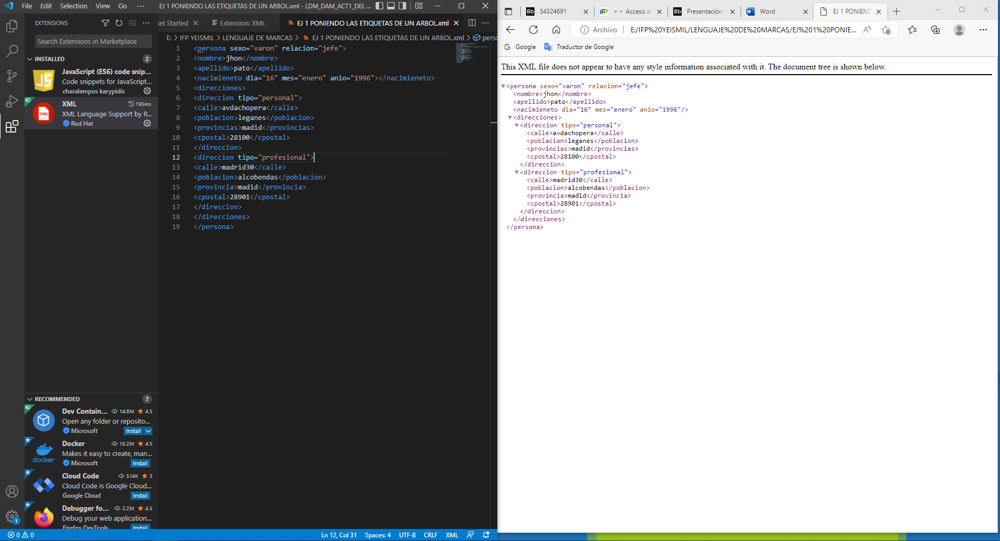 File Edit Selection View Go ··· EJ 1 PONIENDO LAS ETIQUETAS DE UN ARBOL.xml - LDM_DAM_ACT1_DEL ...
EXTENSIONS
Search Extensions in Marketplace
INSTALLED 2
JavaScript (ES6) code snip...
Code snippets for JavaScript...
charalampos karypidis
XML 195ms
XML Language Support by R...
Red Hat
RECOMMENDED 7
Dev Contain... 14.8M ★ 4.5
Open any folder or reposito...
Microsoft Install
Docker 18.2M ★ 4.5
docker
Makes it easy to create, man...
Microsoft Install
Cloud Code 514K ★ 3
Cloud Code is Google Cloud...
Google Cloud Install
Debugger fo... 2.2M ★ 4.5
Debug your web application...
Firefox DevTools Install
1
et Started Extension: XML EJ 1 PONIENDO LAS ETIQUETAS DE UN ARBOL.xml
E: > IFP YEISMIL > LENGUAJE DE MARCAS > EJ 1 PONIENDO LAS ETIQUETAS DE UN ARBOL.xml > perso
1 <persona sexo="varon" relacion="jefe">
2 <nombre>jhon</nombre>
3 <apellido>pato</apellido>
4 <nacimieneto dia="16" mes="enero" anio="1996"></nacimieneto>
5 <direcciones>
6 <direccion tipo="personal">
7 <calle>avdachopera</calle>
8 <poblacion>leganes</poblacion>
9 <provincias>madid</provincias>
10 <cpostal>28100</cpostal>
11 </direccion>
12 <direccion tipo="profesional">
13 <calle>madrid30</calle>
14 <poblacion>alcobendas</poblacion>
15 <provincia>madid</provincia>
16 <cpostal>28901</cpostal>
17 </direccion>
18 </direcciones>
19 </persona>
0 0 Ln 12, Col 31 Spaces: 4 UTF-8 CRLF XML
Bb 34324691 iFP Acceso al Bb Presentación Word EJ 1 PONIEND
Archivo E:/IFP%20YEISMIL/LENGUAJE%20DE%20MARCAS/EJ%201%20PONIE...
Google Traductor de Google
This XML file does not appear to have any style information associated with it. The document tree is shown below.
<persona sexo="varon" relacion="jefe">
<nombre>jhon</nombre>
<apellido>pato</apellido>
<nacimieneto dia="16" mes="enero" anio="1996"/>
<direcciones>
<direccion tipo="personal">
<calle>avdachopera</calle>
<poblacion>leganes</poblacion>
<provincias>madid</provincias>
<cpostal>28100</cpostal>
</direccion>
<direccion tipo="profesional">
<calle>madrid30</calle>
<poblacion>alcobendas</poblacion>
<provincia>madid</provincia>
<cpostal>28901</cpostal>
</direccion>
</direcciones>
</persona>